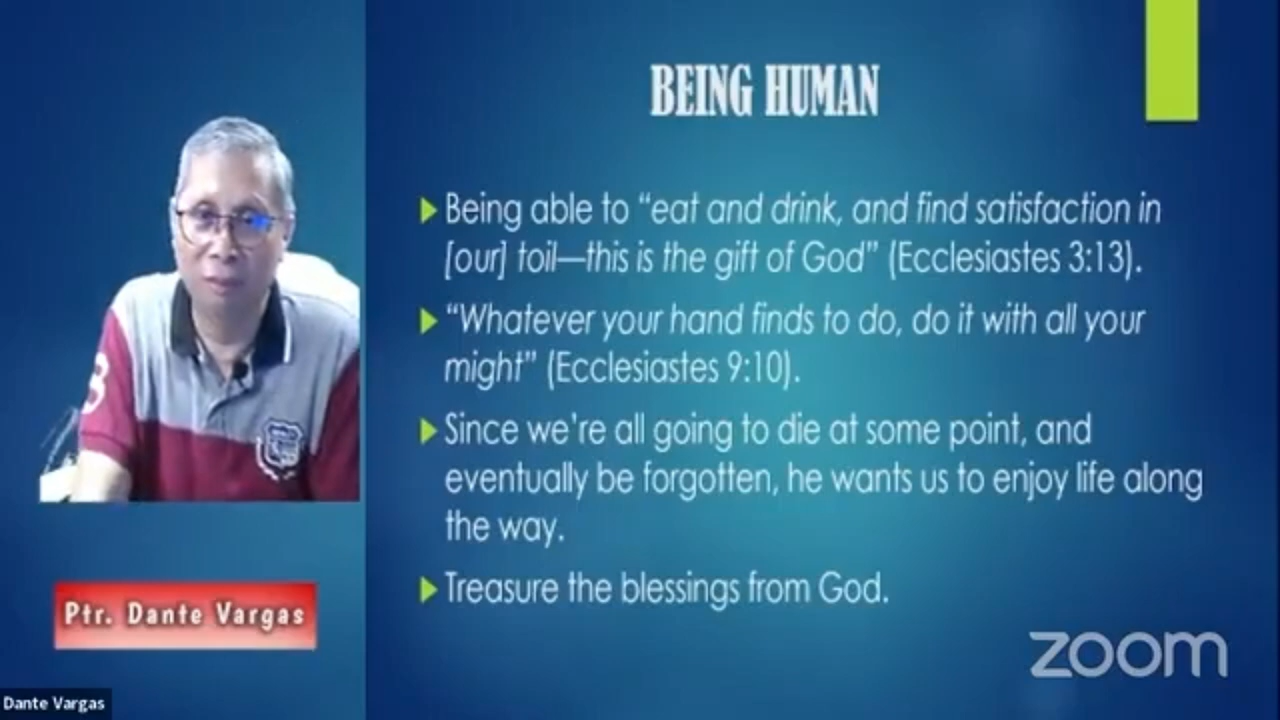 BEING HUMAN
Being able to “eat and drink, and find satisfaction in
[our] toil—this is the gift of God” (Ecclesiastes 3:13).
“Whatever your hand finds to do, do it with all your
might” (Ecclesiastes 9:10).
Since we're all going to die at some point, and
eventually be forgotten, he wants us to enjoy life along
the way.
Treasure the blessings from God.
3
Ptr. Dante Vargas
zoom
Dante Vargas